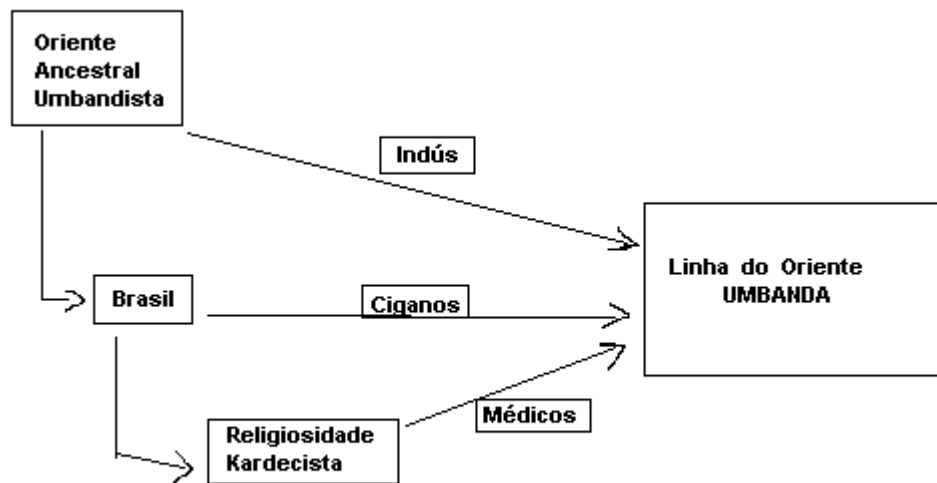 Oriente
Ancestral
Umbandista
Indús
Linha do Oriente
UMBANDA
Brasil
Ciganos
Médicos
Religiosidade
Kardecista